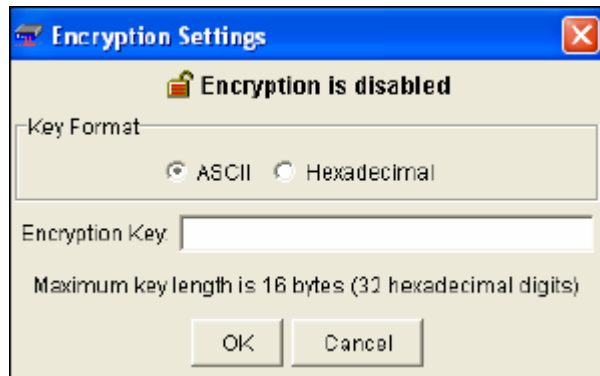 Encryption Settings
Encryption is disabled
Key Format
ASCII Hexadecimal
Encryption Key:
Maximum key length is 16 bytes (32 hexadecimal digits)
OK Cancel